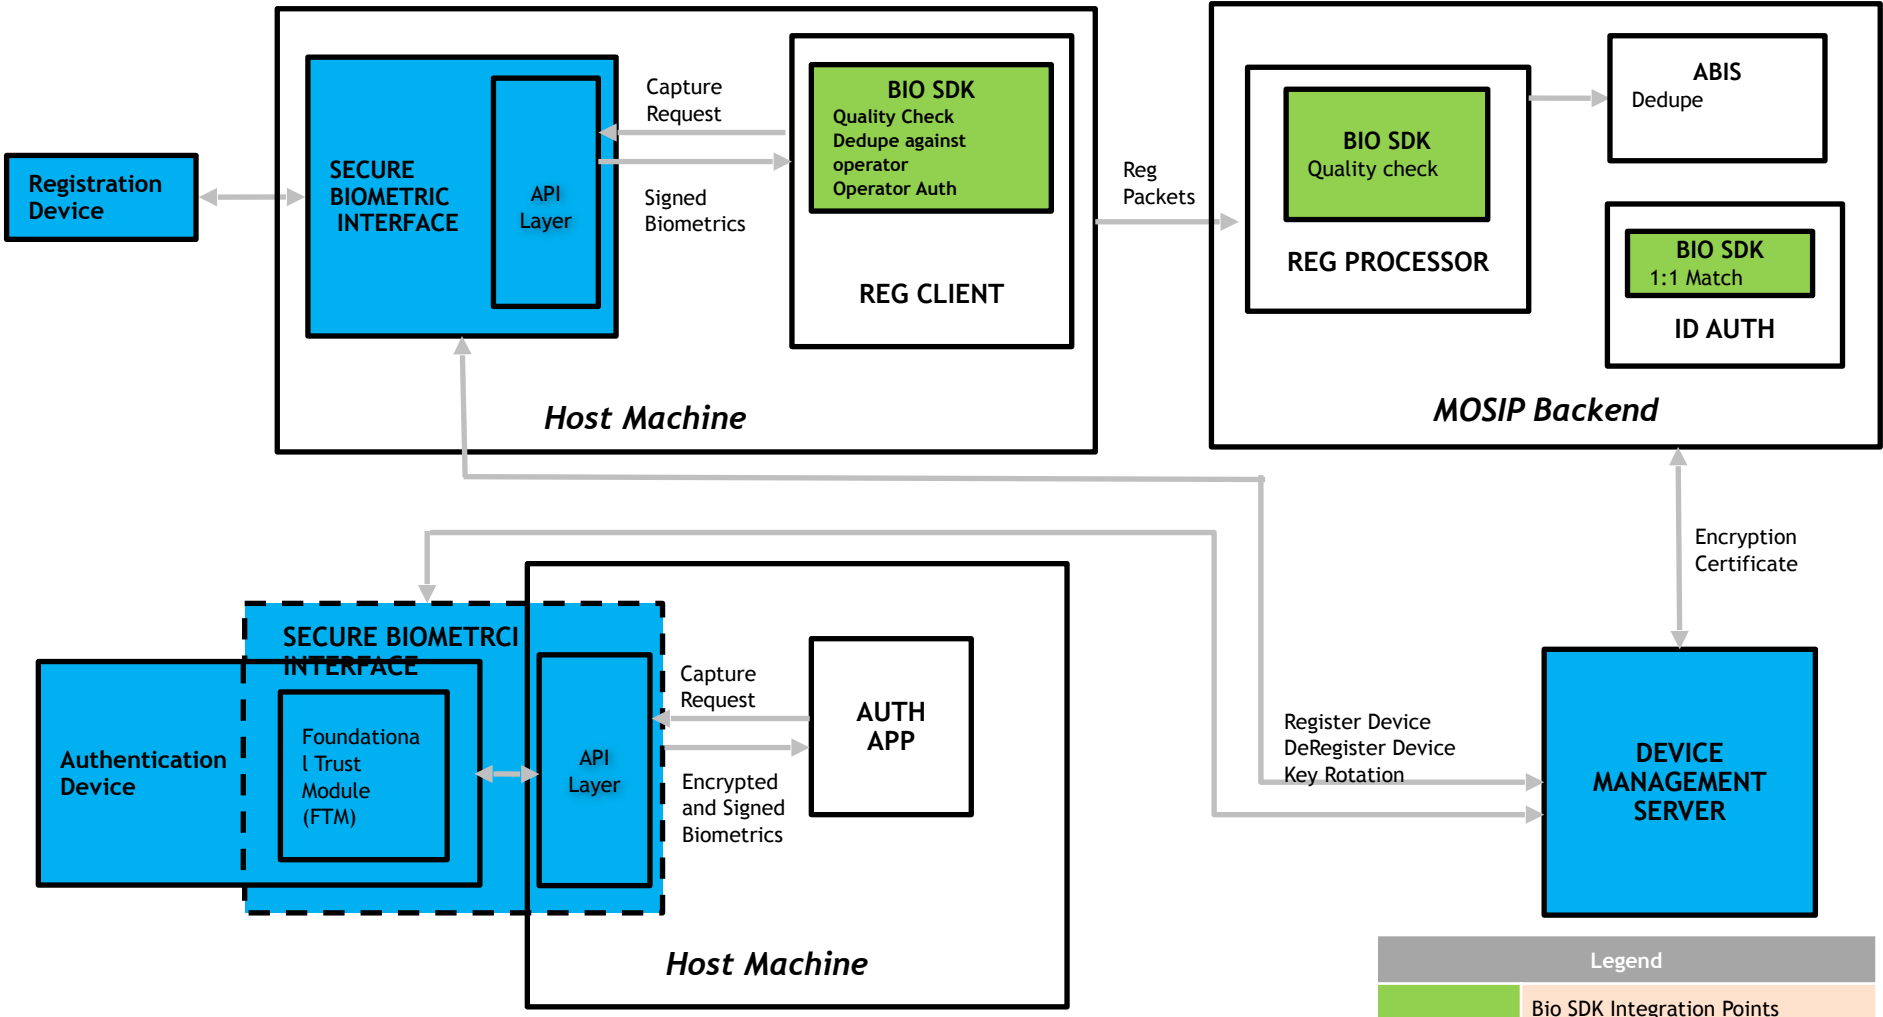 Registration
Device
SECURE
BIOMETRIC
INTERFACE
API
Layer
Capture
Request
Signed
Biometrics
BIO SDK
Quality Check
Dedupe against
operator
Operator Auth
REG CLIENT
Host Machine
Reg
Packets
BIO SDK
Quality check
REG PROCESSOR
ABIS
Dedupe
BIO SDK
1:1 Match
ID AUTH
MOSIP Backend
Encryption
Certificate
SECURE BIOMETRCI
INTERFACE
Authentication
Device
Foundationa
l Trust
Module
(FTM)
API
Layer
Capture
Request
Encrypted
and Signed
Biometrics
AUTH
APP
Host Machine
Register Device
DeRegister Device
Key Rotation
DEVICE
MANAGEMENT
SERVER
Legend
Bio SDK Integration Points